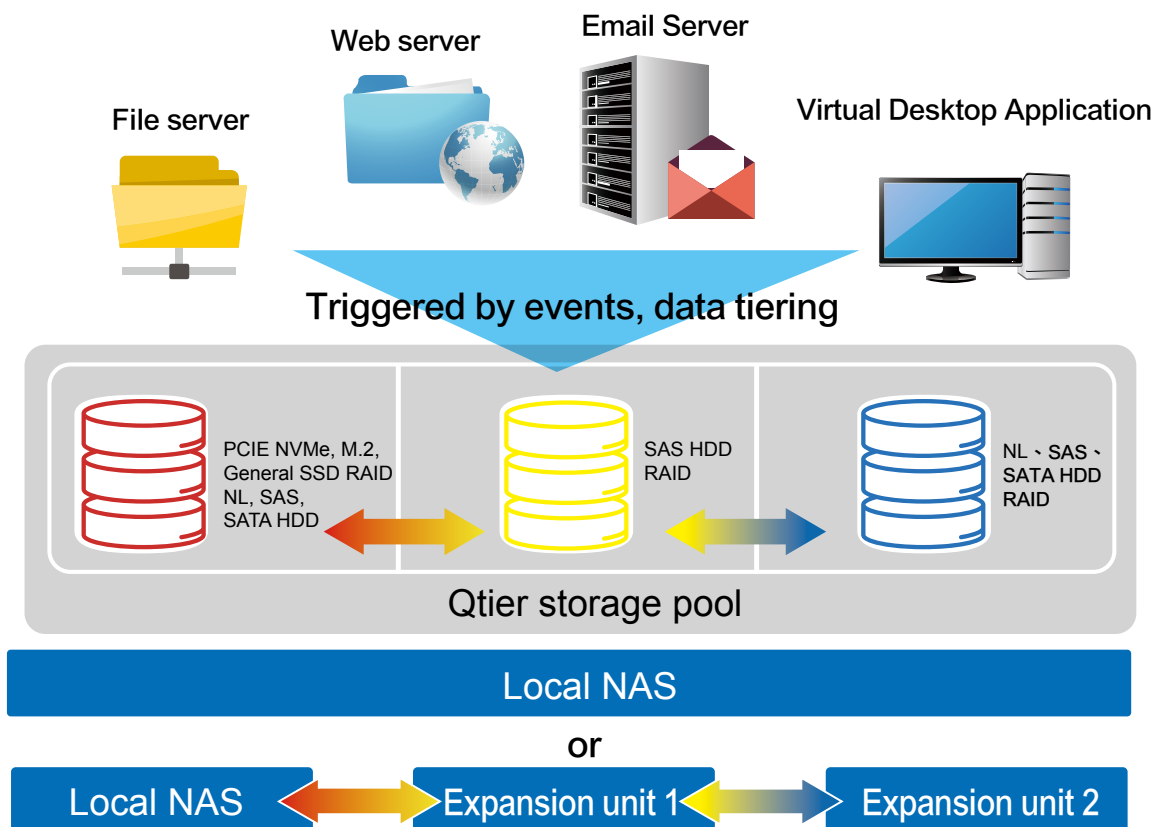 Web server
Email Server
File server
Virtual Desktop Application
Triggered by events, data tiering
PCIE NVMe, M.2,
General SSD RAID
NL, SAS,
SATA HDD
SAS HDD
RAID
NL、SAS、
SATA HDD
RAID
Qtier storage pool
Local NAS
or
Local NAS
Expansion unit 1
Expansion unit 2